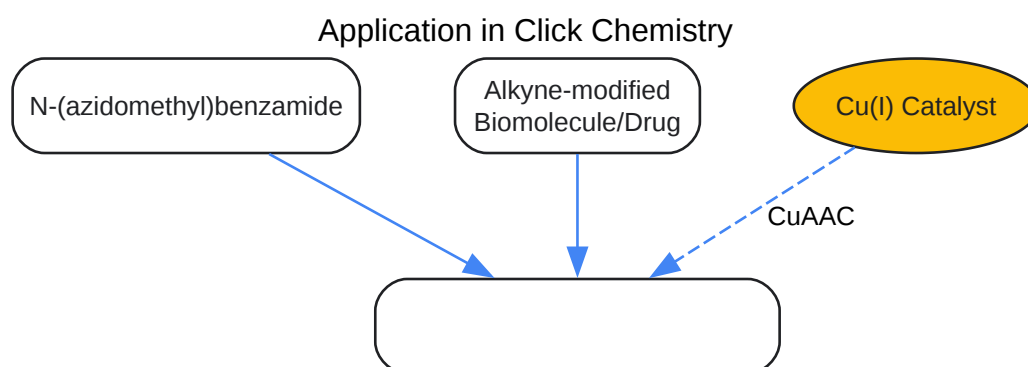 Application in Click Chemistry
N-(azidomethyl)benzamide
Alkyne-modified
Biomolecule/Drug
Cu(I) Catalyst
CuAAC